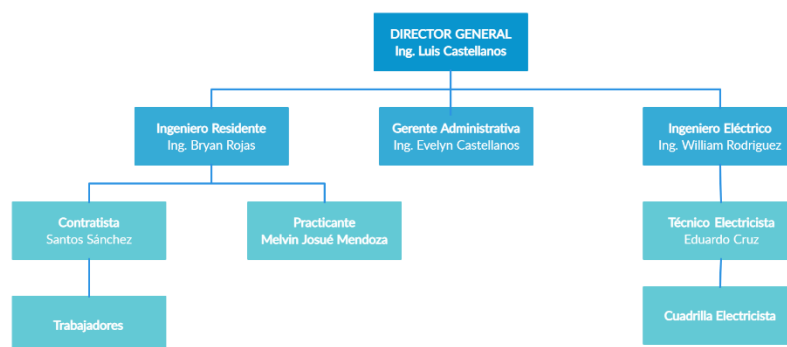 DIRECTOR GENERAL
Ing. Luis Castellanos
Ingeniero Residente
Ing. Bryan Rojas
Gerente Administrativa
Ing. Evelyn Castellanos
Ingeniero Eléctrico
Ing. William Rodriguez
Contratista
Santos Sánchez
Practicante
Melvin Josué Mendoza
Técnico Electricista
Eduardo Cruz
Trabajadores
Cuadrilla Electricista